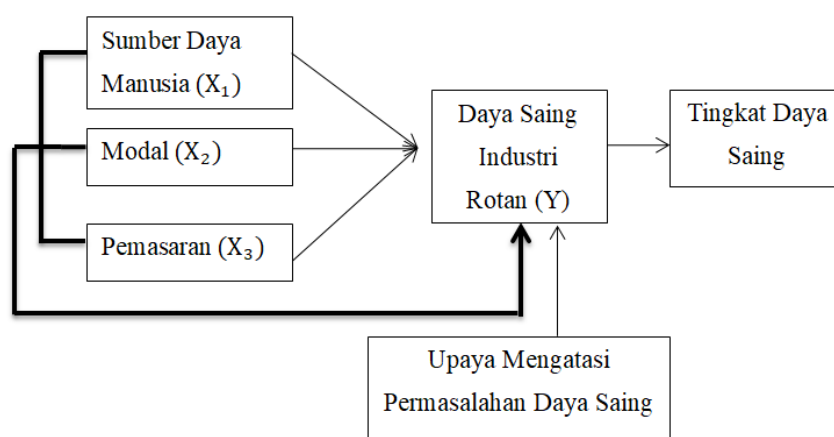 Sumber Daya
Manusia (X₁)
Modal (X₂)
Pemasaran (X₃)
Daya Saing
Industri
Rotan (Y)
Tingkat Daya
Saing
Upaya Mengatasi
Permasalahan Daya Saing